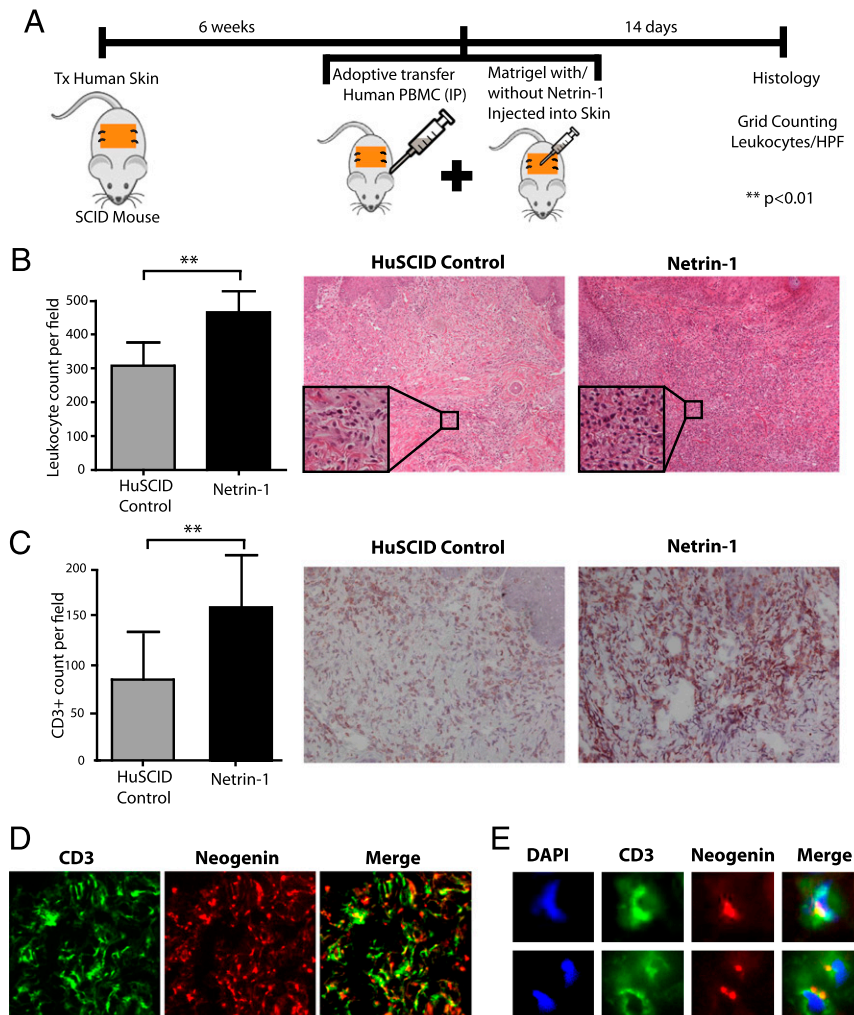 A
6 weeks
14 days
Tx Human Skin
SCID Mouse
Adoptive transfer
Human PBMC (IP)
Matrigel with/
without Netrin-1
Injected into Skin
Histology
Grid Counting
Leukocytes/HPF
** p<0.01
B
Leukocyte count per field
500
400
300
200
100
0
**
HuSCID
Control
Netrin-1
HuSCID Control
Netrin-1
C
CD3+ count per field
200
150
100
50
0
**
HuSCID
Control
Netrin-1
HuSCID Control
Netrin-1
D
CD3
Neogenin
Merge
E
DAPI
CD3
Neogenin
Merge